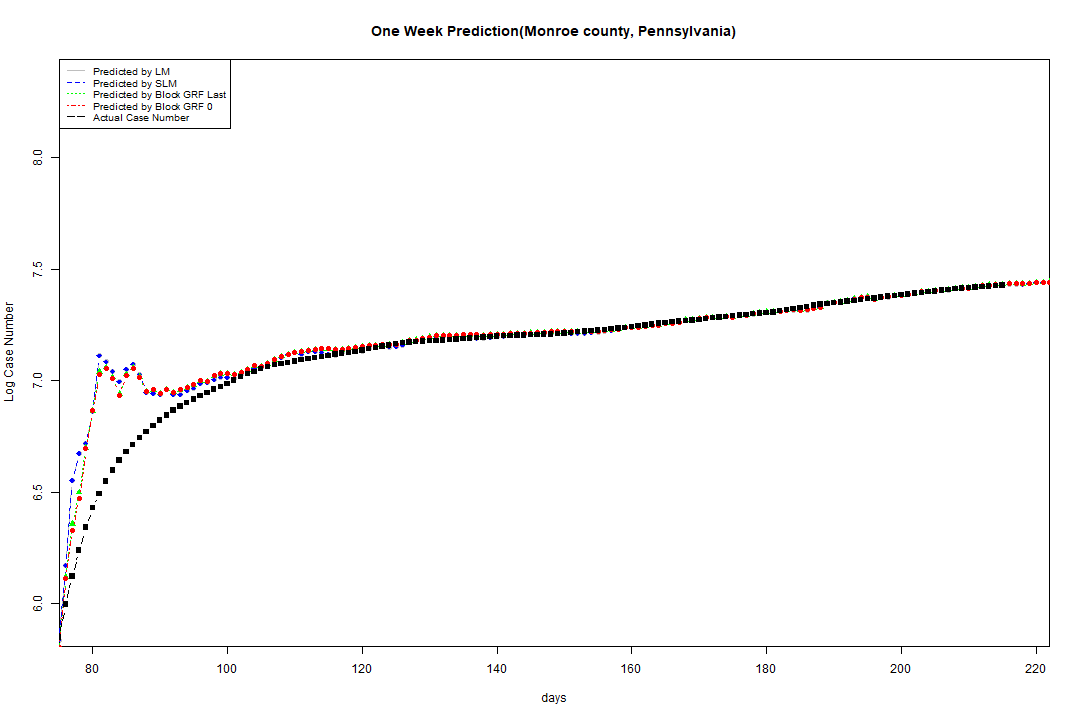 One Week Prediction(Monroe county, Pennsylvania)
Predicted by LM
Predicted by SLM
Predicted by Block GRF Last
Predicted by Block GRF 0
Actual Case Number
8.0
7.5
7.0
6.5
6.0
Log Case Number
80 100 120 140 160 180 200 220
days